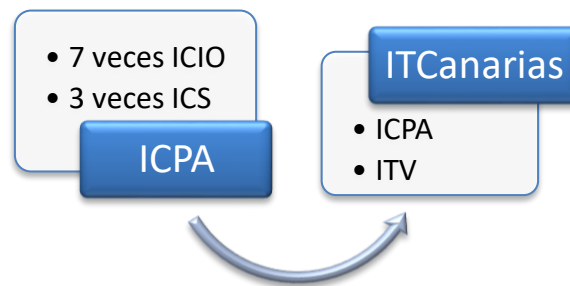 • 7 veces ICIO
• 3 veces ICS
ICPA
ITCanarias
• ICPA
• ITV